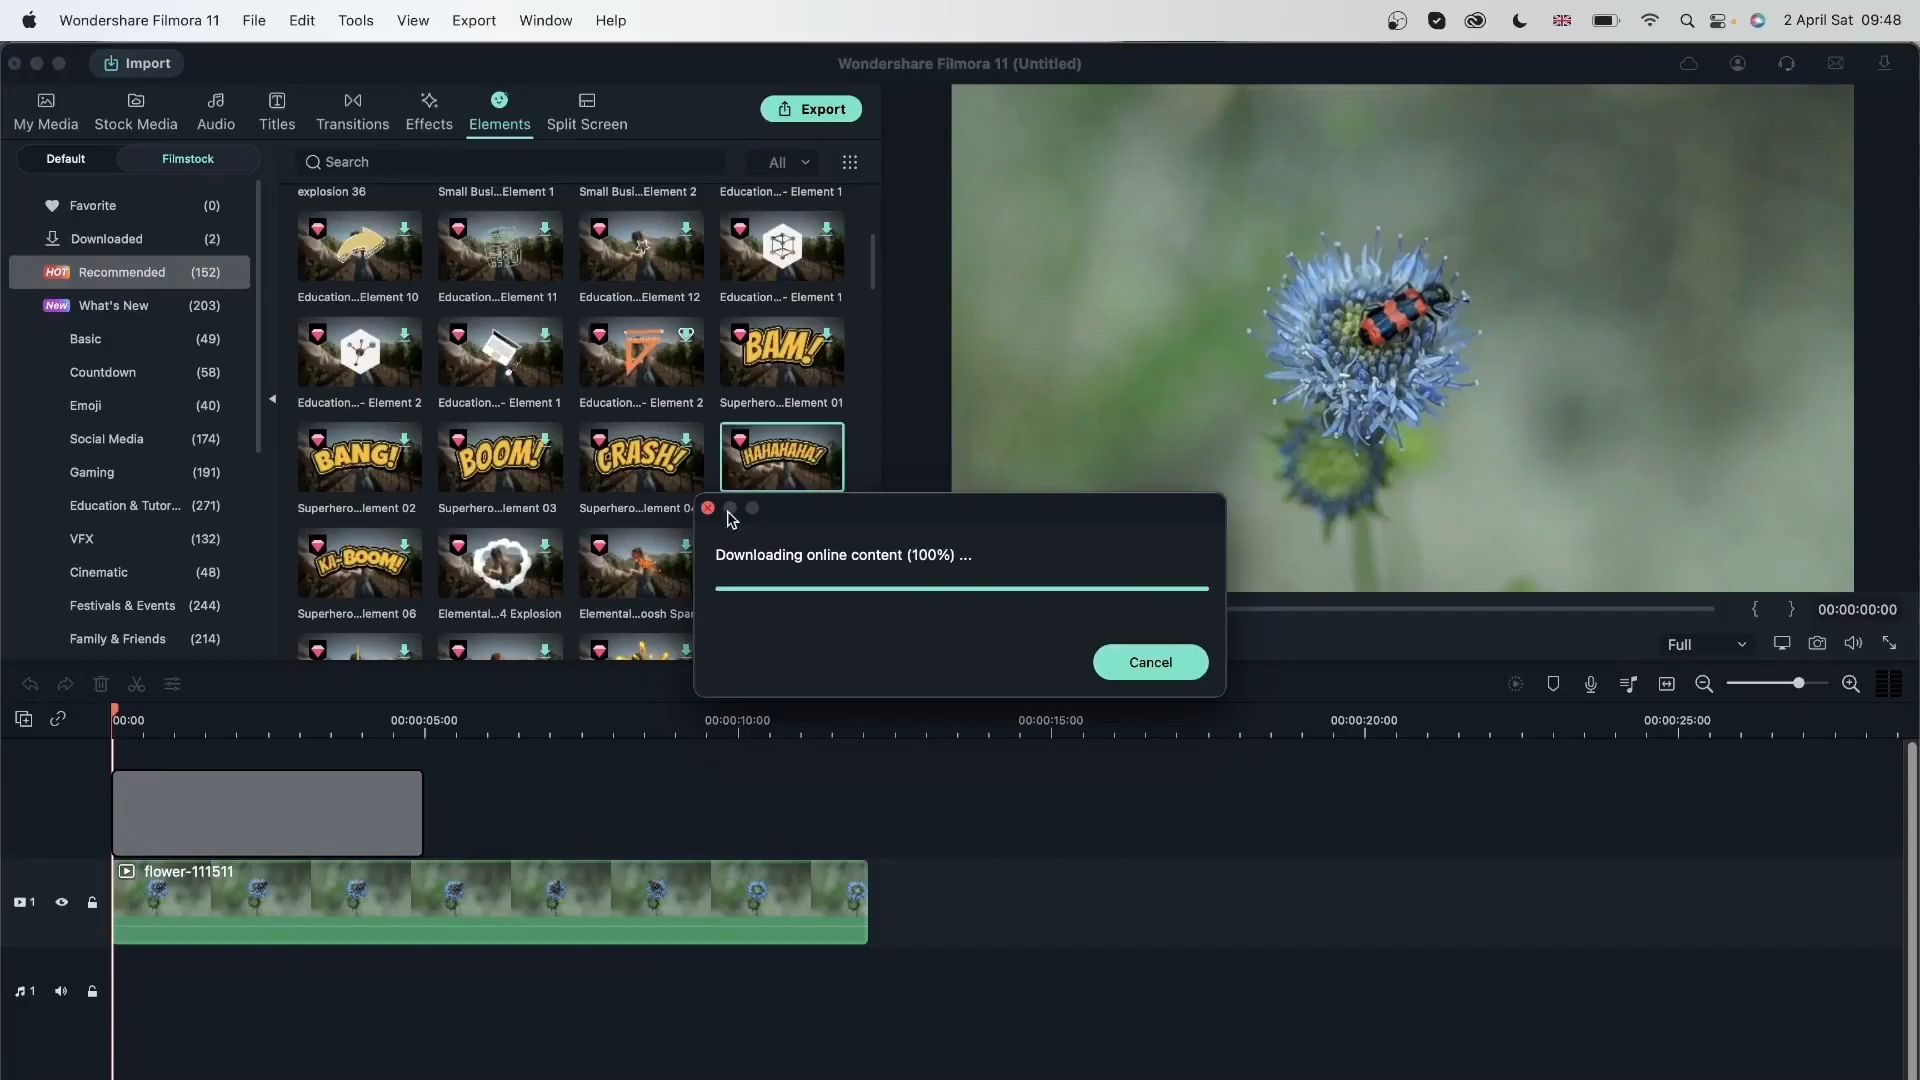 Wondershare Filmora 11 File Edit Tools View Export Window Help 2 April Sat 09:48
Import Wondershare Filmora 11 (Untitled)
My Media Stock Media Audio Titles Transitions Effects Elements Split Screen Export
Default Filmstock Search All
Favorite (0)
Downloaded (2)
HOT Recommended (152)
New What's New (203)
Basic (49)
Countdown (58)
Emoji (40)
Social Media (174)
Gaming (191)
Education & Tutor... (271)
VFX (132)
Cinematic (48)
Festivals & Events (244)
Family & Friends (214)
explosion 36 Small Busi...Element 1 Small Busi...Element 2 Education...- Element 1
Education...Element 10 Education...Element 11 Education...Element 12 Education...- Element 1
BAM!
Education...- Element 2 Education...- Element 1 Education...- Element 2 Superhero...Element 01
BANG! BOOM! CRASH! HAHAHAHA!
Superhero...lement 02 Superhero...lement 03 Superhero...lement 04
KA-BOOM!
Superhero...lement 06 Elemental...4 Explosion Elemental...oosh Spar
Downloading online content (100%) ...
Cancel
00:00:00:00
Full
00:00 00:00:05:00 00:00:10:00 00:00:15:00 00:00:20:00 00:00:25:00
flower-111511
1
1